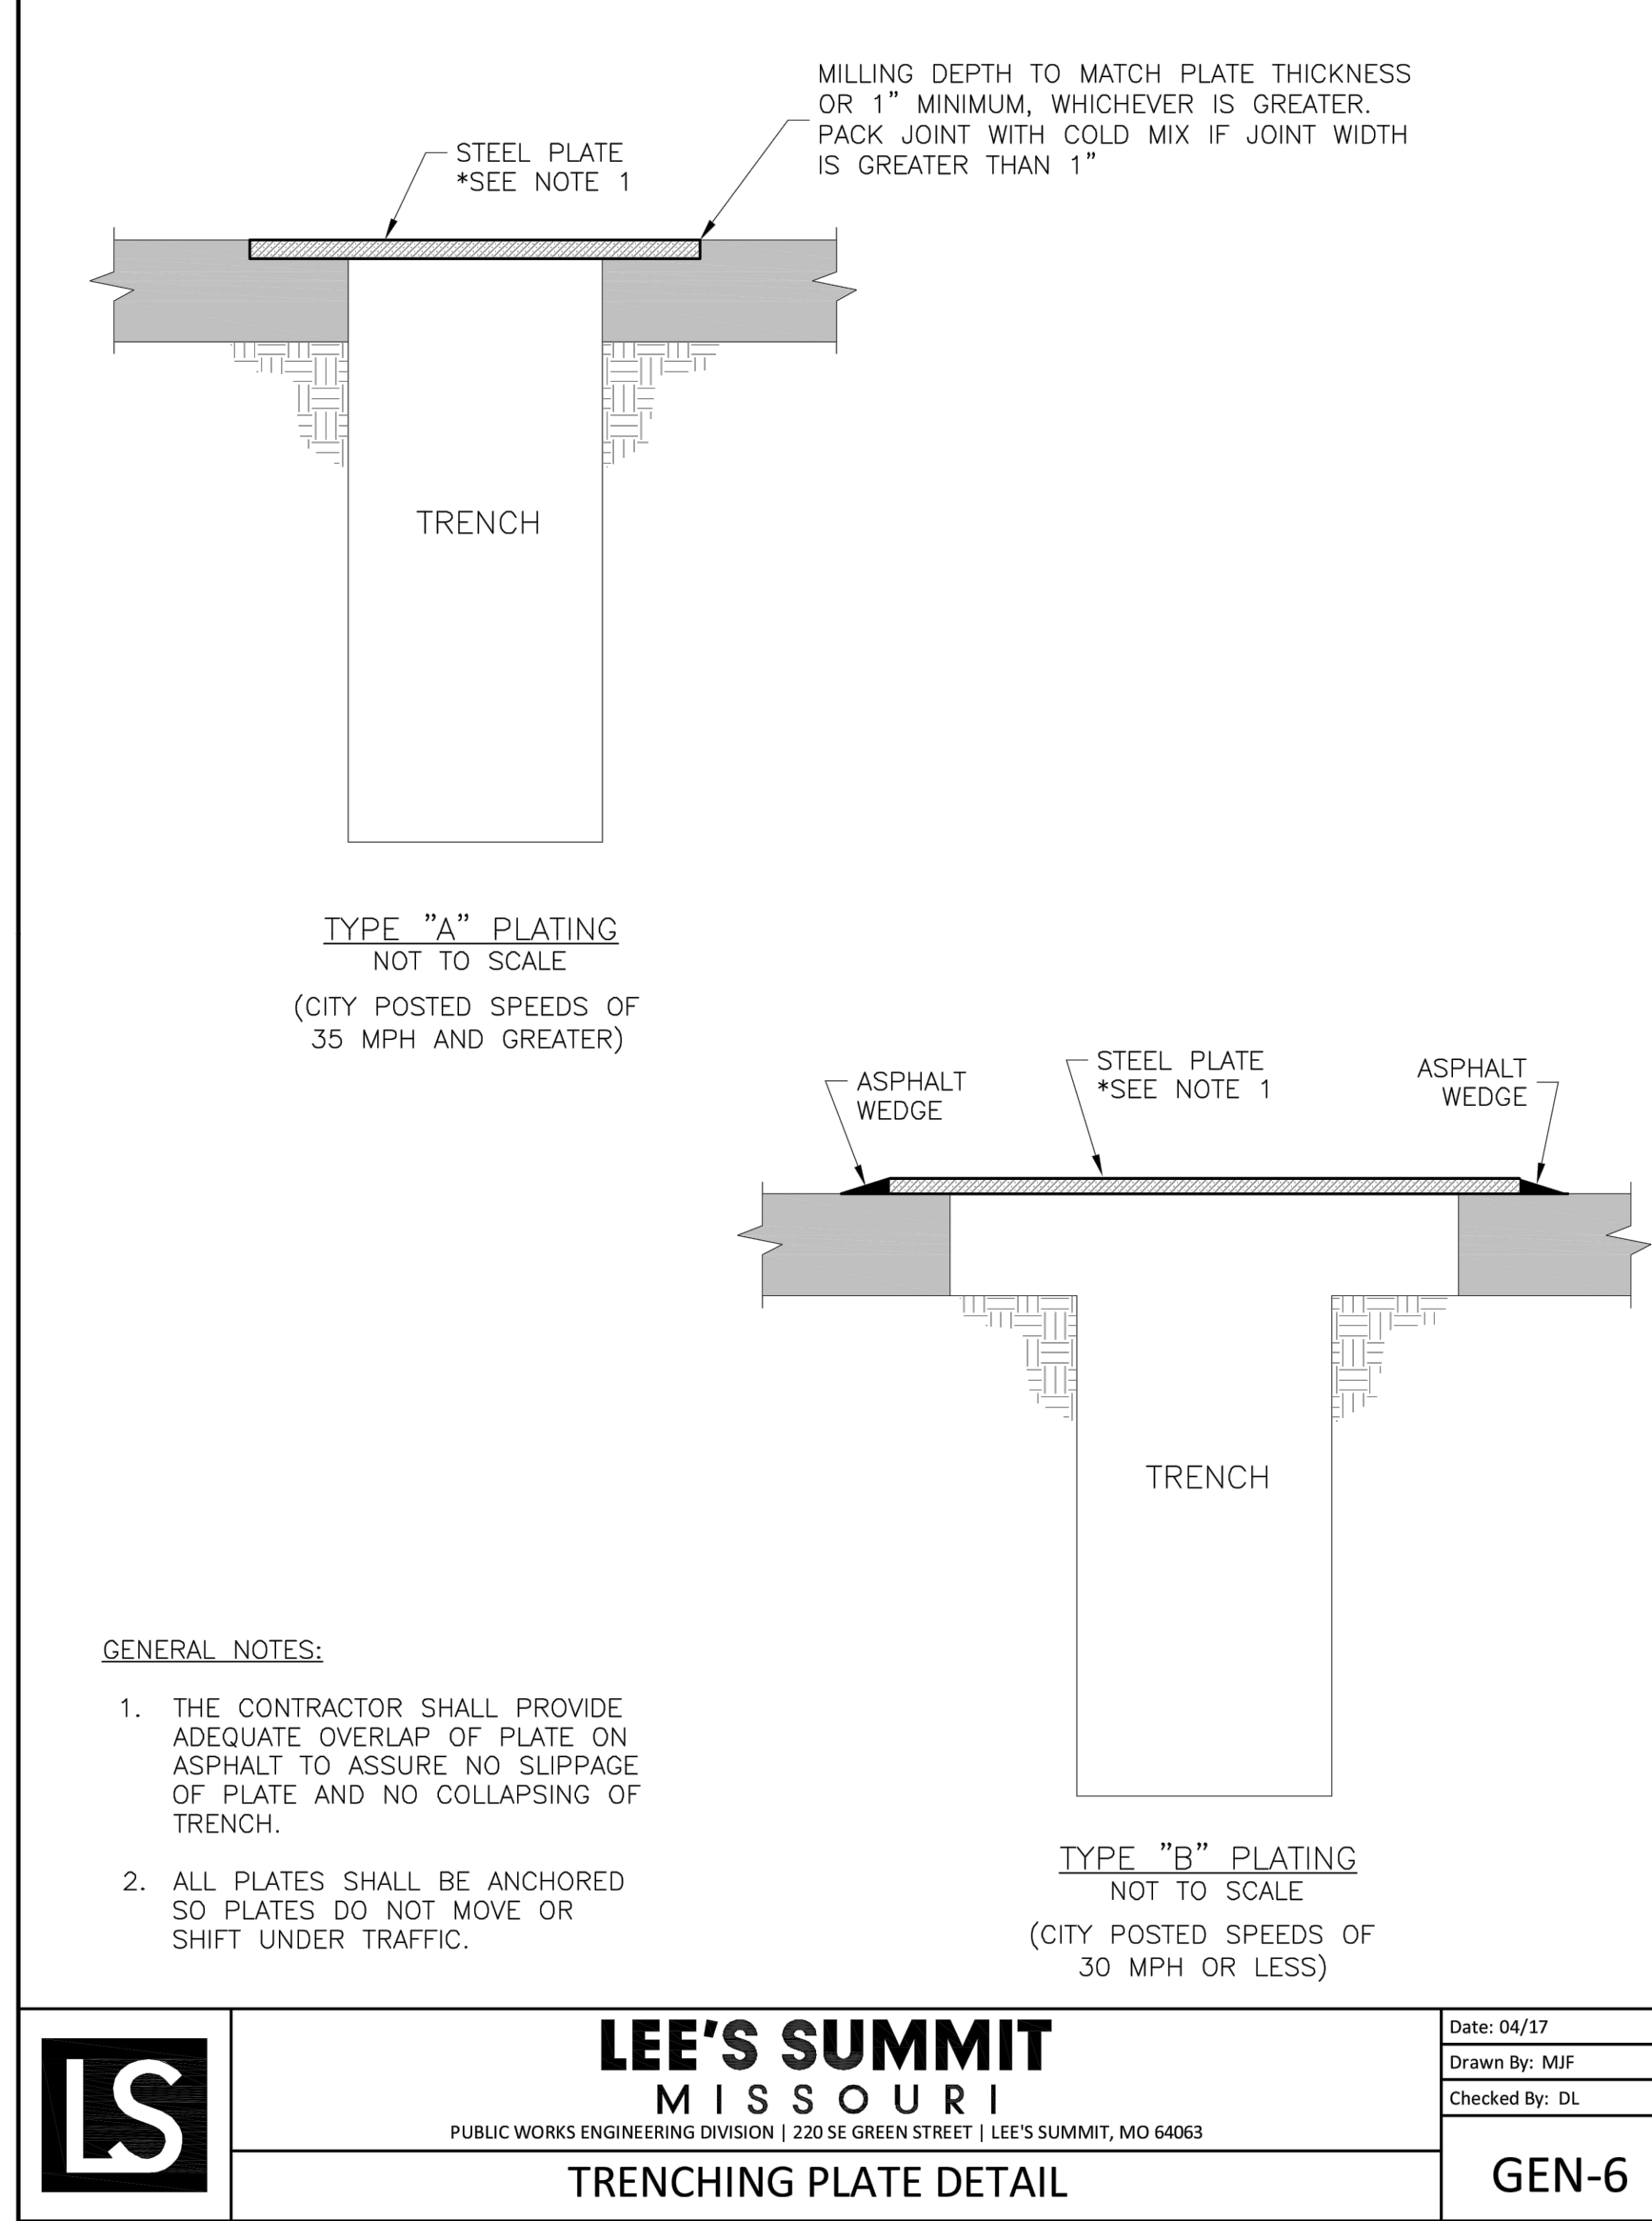 MILLING DEPTH TO MATCH PLATE THICKNESS
OR 1” MINIMUM, WHICHEVER IS GREATER.
PACK JOINT WITH COLD MIX IF JOINT WIDTH
IS GREATER THAN 1”
STEEL PLATE
*SEE NOTE 1
TRENCH
TYPE ”A” PLATING
NOT TO SCALE
(CITY POSTED SPEEDS OF
35 MPH AND GREATER)
ASPHALT
WEDGE
STEEL PLATE
*SEE NOTE 1
ASPHALT
WEDGE
TRENCH
TYPE ”B” PLATING
NOT TO SCALE
(CITY POSTED SPEEDS OF
30 MPH OR LESS)
GENERAL NOTES:
1. THE CONTRACTOR SHALL PROVIDE
ADEQUATE OVERLAP OF PLATE ON
ASPHALT TO ASSURE NO SLIPPAGE
OF PLATE AND NO COLLAPSING OF
TRENCH.
2. ALL PLATES SHALL BE ANCHORED
SO PLATES DO NOT MOVE OR
SHIFT UNDER TRAFFIC.
LS
LEE'S SUMMIT
MISSOURI
PUBLIC WORKS ENGINEERING DIVISION | 220 SE GREEN STREET | LEE'S SUMMIT, MO 64063
TRENCHING PLATE DETAIL
Date: 04/17
Drawn By: MJF
Checked By: DL
GEN-6